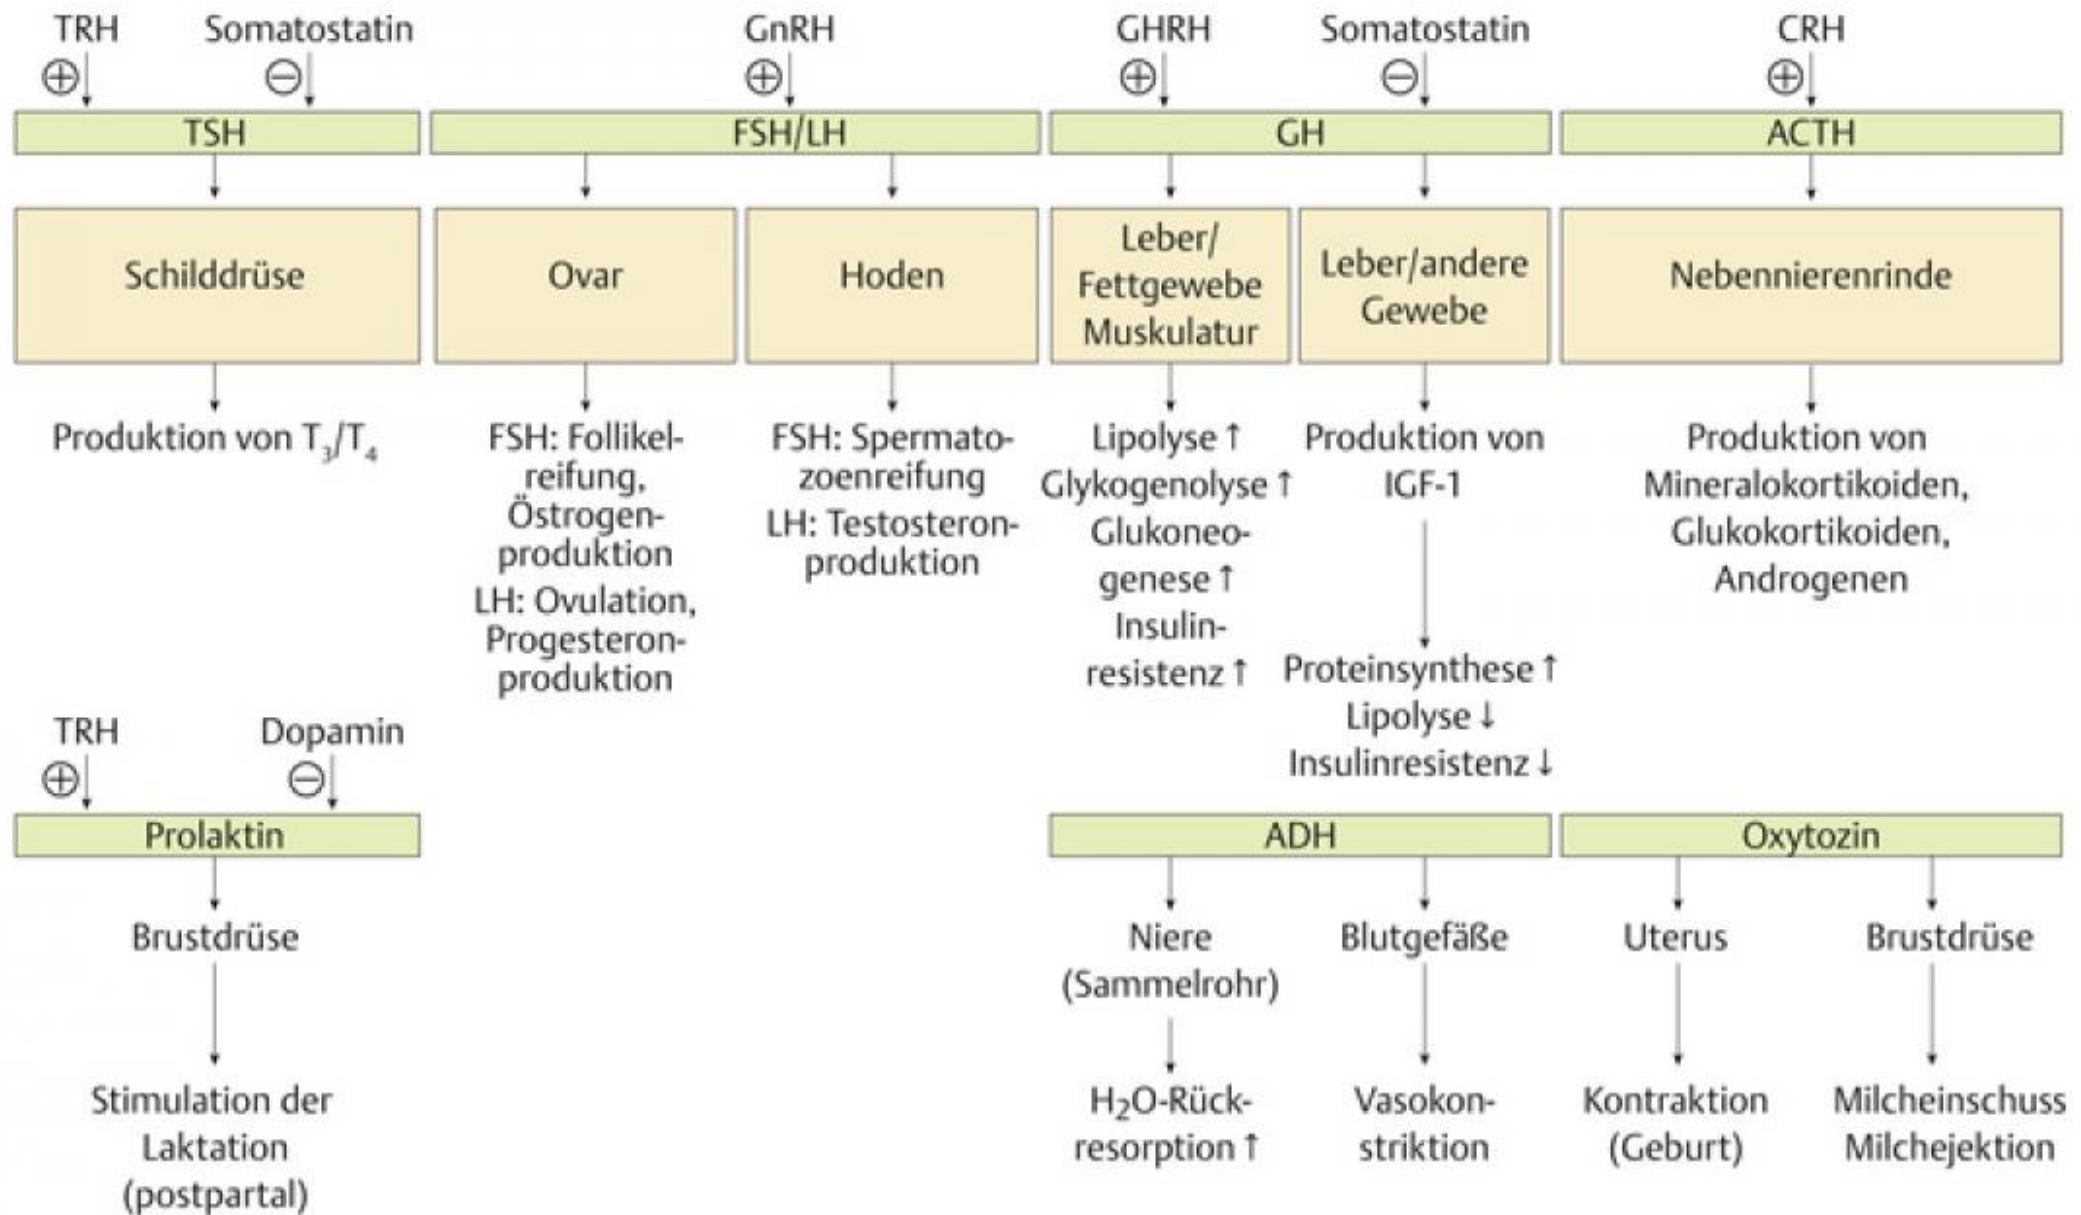 TRH
Somatostatin
GnRH
GHRH
Somatostatin
CRH
⊕
⊖
⊕
⊕
⊖
⊕
TSH
FSH/LH
GH
ACTH
Schilddrüse
Ovar
Hoden
Leber/
Fettgewebe
Muskulatur
Leber/andere
Gewebe
Nebennierenrinde
Produktion von T₃/T₄
FSH: Follikel-
reifung,
Östrogen-
produktion
LH: Ovulation,
Progesteron-
produktion
FSH: Spermato-
zoenreifung
LH: Testosteron-
produktion
Lipolyse ↑
Glykogenolyse ↑
Glukoneo-
genese ↑
Insulin-
resistenz ↑
Produktion von
IGF-1
Proteinsynthese ↑
Lipolyse ↓
Insulinresistenz ↓
Produktion von
Mineralokortikoiden,
Glukokortikoiden,
Androgenen
TRH
Dopamin
⊕
⊖
Prolaktin
Brustdrüse
Stimulation der
Laktation
(postpartal)
ADH
Niere
(Sammelrohr)
H₂O-Rück-
resorption ↑
Blutgefäße
Vasokon-
striktion
Oxytozin
Uterus
Kontraktion
(Geburt)
Brustdrüse
Milcheinschuss
Milchejektion